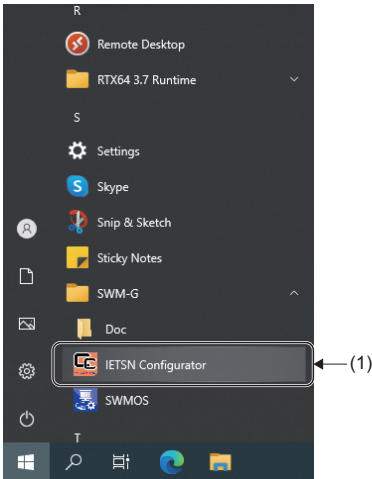 R
Remote Desktop
RTX64 3.7 Runtime
S
Settings
Skype
Snip & Sketch
Sticky Notes
SWM-G
Doc
IETSN Configurator
(1)
SWMOS
T